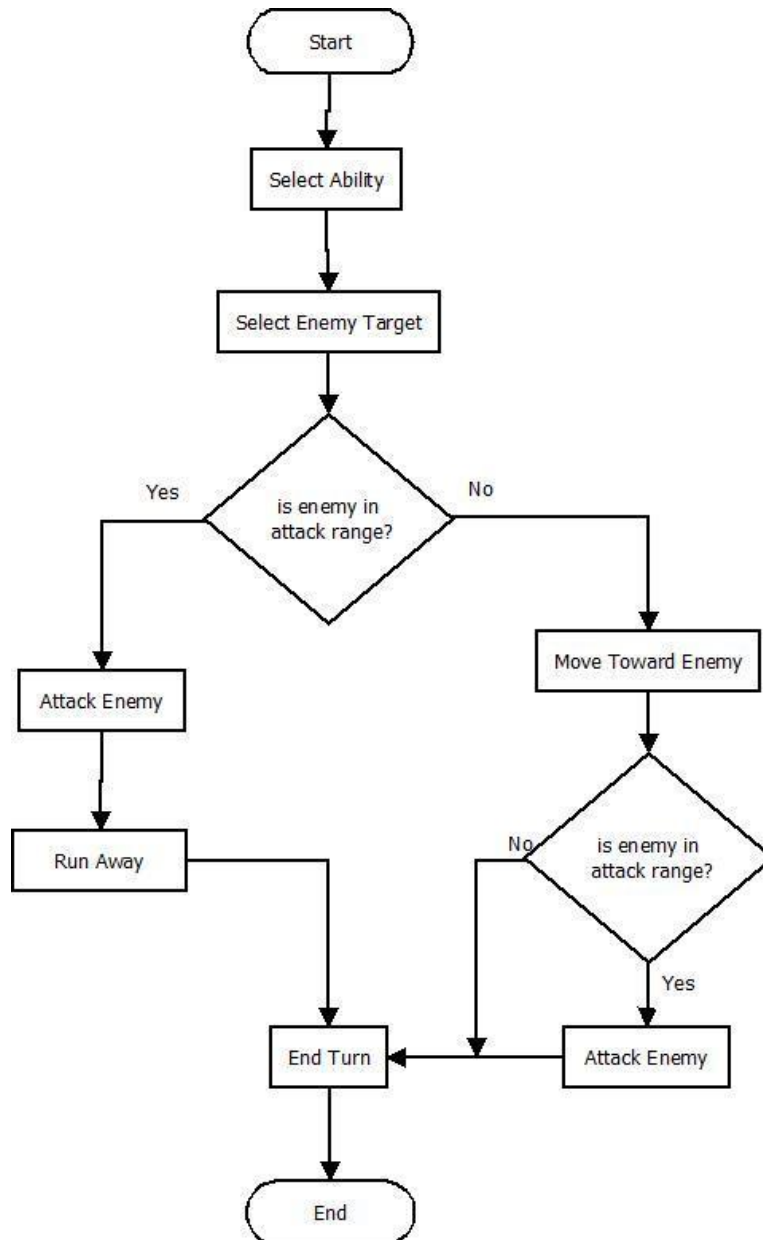 Start
Select Ability
Select Enemy Target
Yes
No
is enemy in
attack range?
Move Toward Enemy
Attack Enemy
No
is enemy in
attack range?
Run Away
Yes
End Turn
Attack Enemy
End